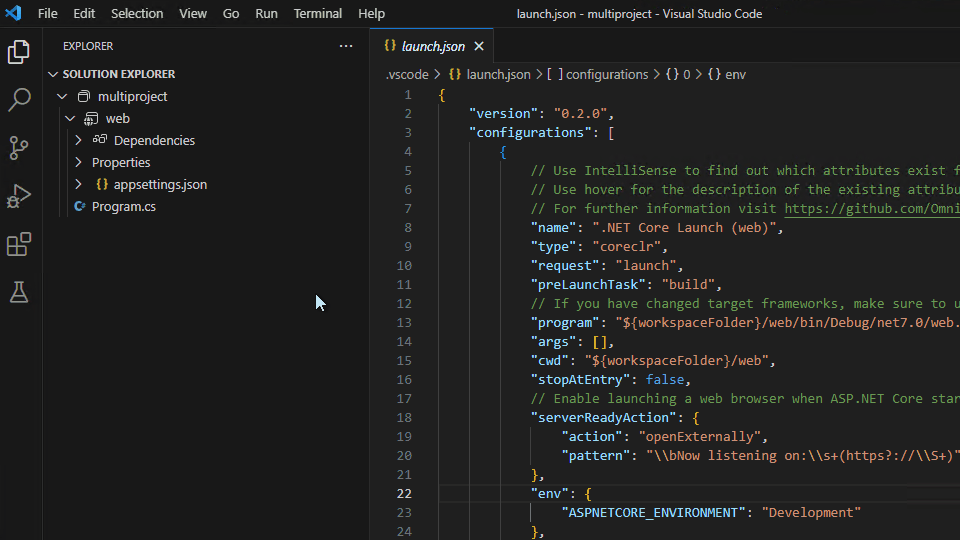 File Edit Selection View Go Run Terminal Help launch.json - multiproject - Visual Studio Code
EXPLORER
SOLUTION EXPLORER
multiproject
web
Dependencies
Properties
appsettings.json
Program.cs
launch.json
.vscode > {} launch.json > [ ] configurations > {} 0 > {} env
1 {
2 "version": "0.2.0",
3 "configurations": [
4 {
5 // Use IntelliSense to find out which attributes exist f
6 // Use hover for the description of the existing attribu
7 // For further information visit https://github.com/Omni
8 "name": ".NET Core Launch (web)",
9 "type": "coreclr",
10 "request": "launch",
11 "preLaunchTask": "build",
12 // If you have changed target frameworks, make sure to u
13 "program": "${workspaceFolder}/web/bin/Debug/net7.0/web.
14 "args": [],
15 "cwd": "${workspaceFolder}/web",
16 "stopAtEntry": false,
17 // Enable launching a web browser when ASP.NET Core star
18 "serverReadyAction": {
19 "action": "openExternally",
20 "pattern": "\\bNow listening on:\\s+(https?://\\S+)"
21 },
22 "env": {
23 "ASPNETCORE_ENVIRONMENT": "Development"
24 },